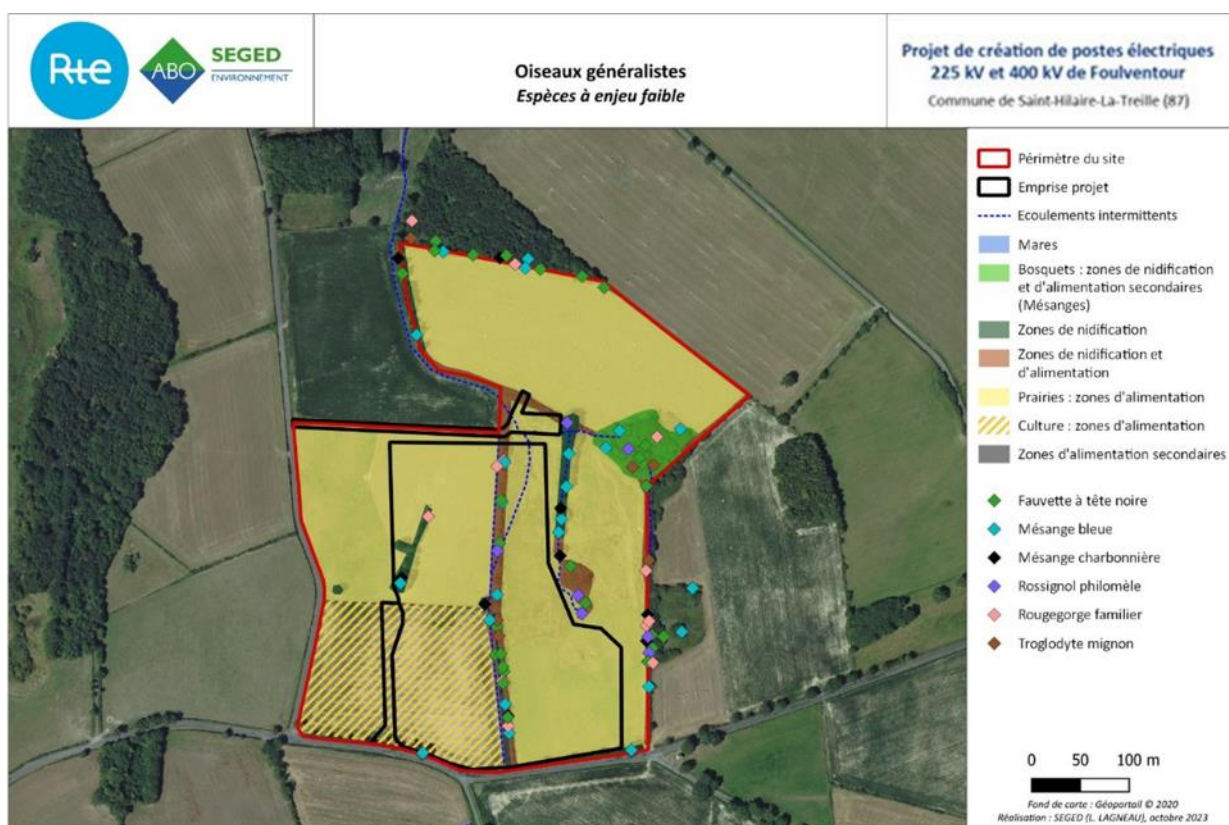 Rte
ABO
SEGED
ENVIRONNEMENT
Oiseaux généralistes
Espèces à enjeu faible
Projet de création de postes électriques
225 kV et 400 kV de Foulventour
Commune de Saint-Hilaire-La-Treille (87)
Périmètre du site
Emprise projet
Ecoulements intermittents
Mares
Bosquets : zones de nidification
et d'alimentation secondaires
(Mésanges)
Zones de nidification
Zones de nidification et
d'alimentation
Prairies : zones d'alimentation
Culture : zones d'alimentation
Zones d'alimentation secondaires
Fauvette à tête noire
Mésange bleue
Mésange charbonnière
Rossignol philomèle
Rougegorge familier
Troglodyte mignon
0 50 100 m
Fond de carte : Géoportail © 2020
Réalisation : SEGED (L. LAGNEAU), octobre 2023